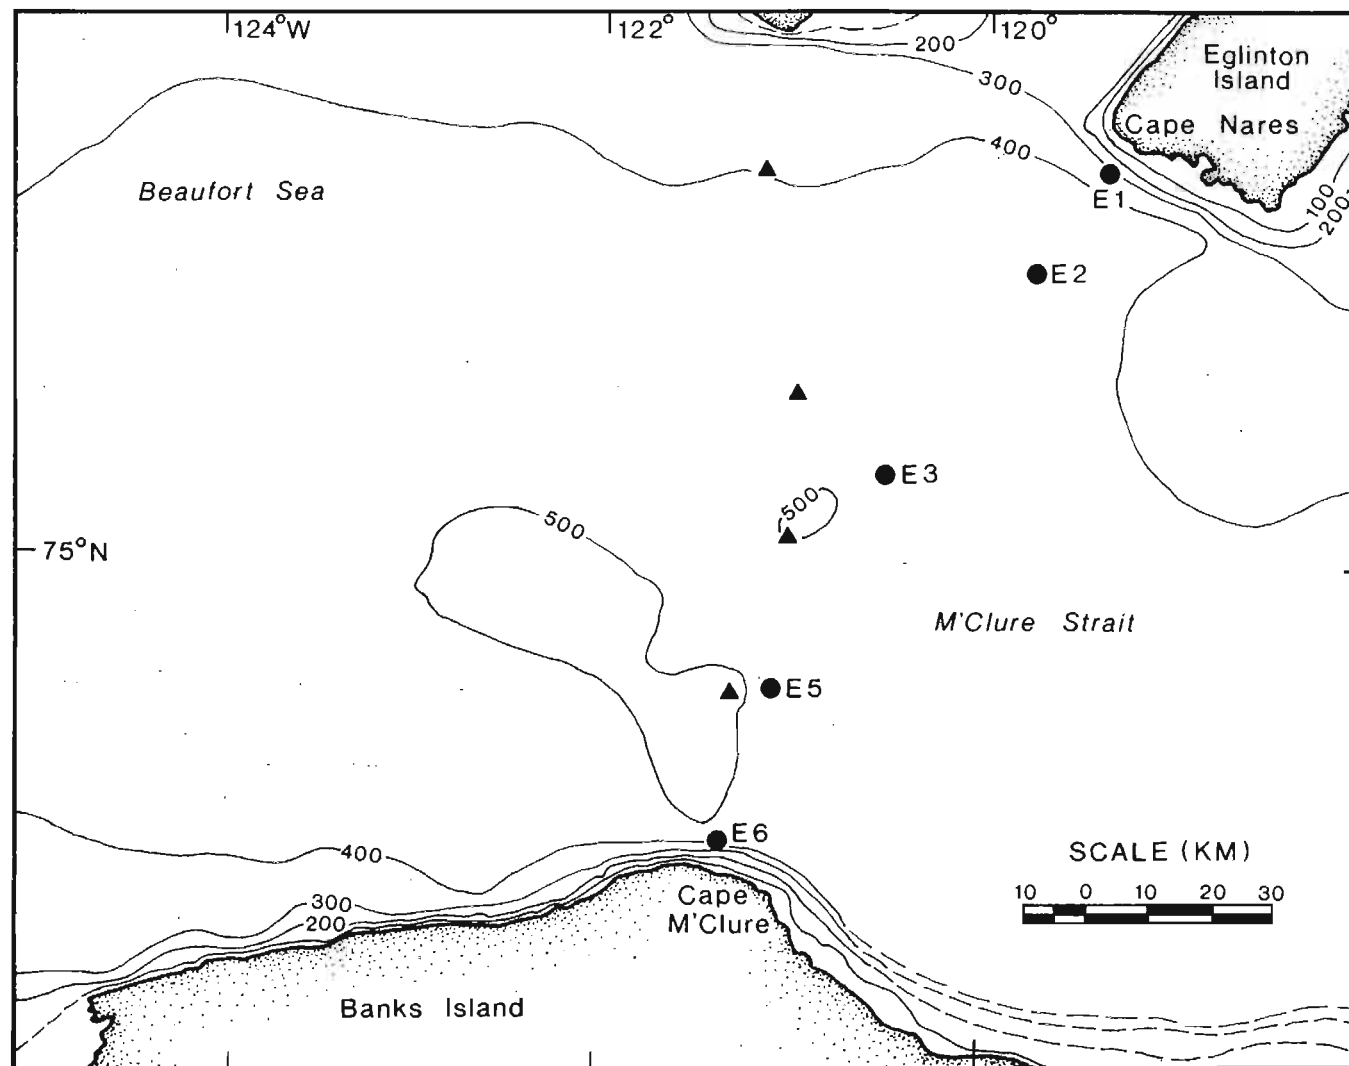 124°W
122°
120°
200
300
Eglinton
Island
Cape Nares
400
Beaufort Sea
E1
100
200
E2
E3
500
500
75°N
M'Clure Strait
E5
E6
400
SCALE (KM)
10 0 10 20 30
300
200
Cape
M'Clure
Banks Island